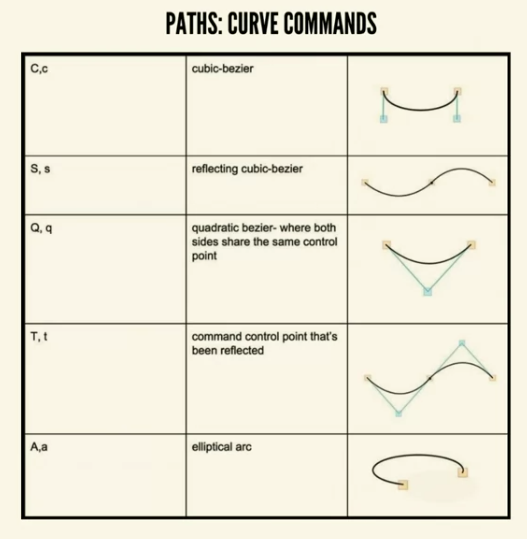 PATHS: CURVE COMMANDS
C,c
cubic-bezier
S, s
reflecting cubic-bezier
Q, q
quadratic bezier- where both
sides share the same control
point
T, t
command control point that's
been reflected
A,a
elliptical arc